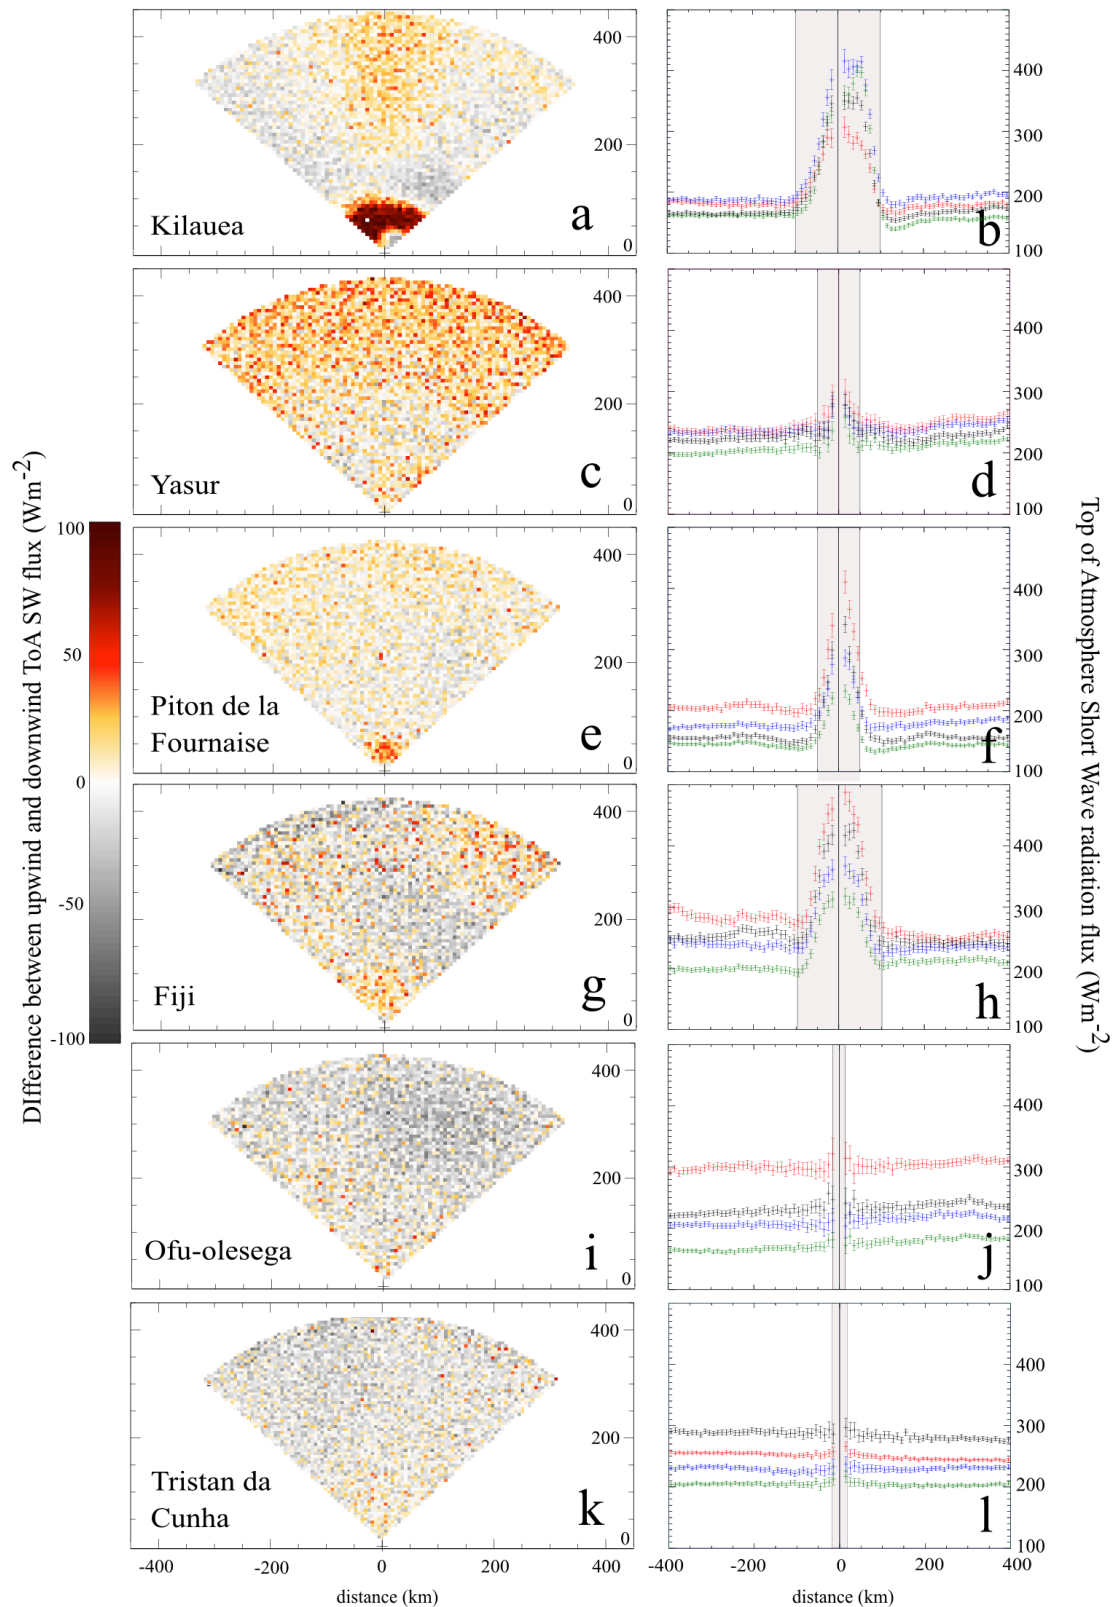 DIfference between upwind and downwind ToA SW flux (Wm-2)
100
50
0
-50
-100
400
200
0
Kilauea
a
400
300
200
100
b
400
200
0
Yasur
c
400
300
200
100
d
400
200
0
Piton de la
Fournaise
e
400
300
200
100
f
400
200
0
Fiji
g
400
300
200
100
h
400
200
0
Ofu-olesega
i
400
300
200
100
j
400
200
0
Tristan da
Cunha
k
400
300
200
100
l
-400 -200 0 200 400
distance (km)
-400 -200 0 200 400
distance (km)
Top of Atmosphere Short Wave radiation flux (Wm-2)